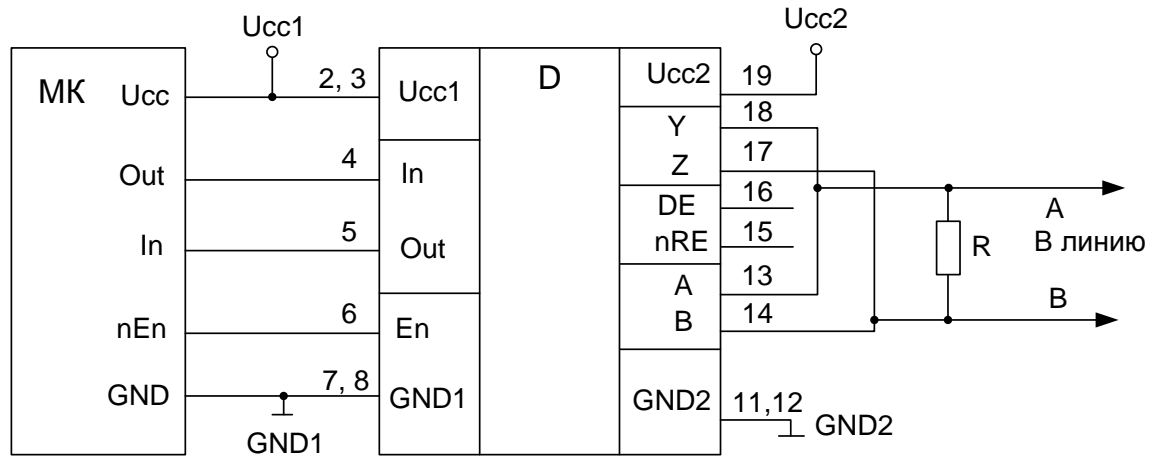 Ucc1
Ucc2
МК
Ucc
2, 3
Ucc1
D
Ucc2
19
Y
18
Z
17
Out
4
In
DE
16
nRE
15
In
5
Out
A
13
B
14
nEn
6
En
GND
7, 8
GND1
GND2
11,12
GND1
GND2
R
A
В линию
B